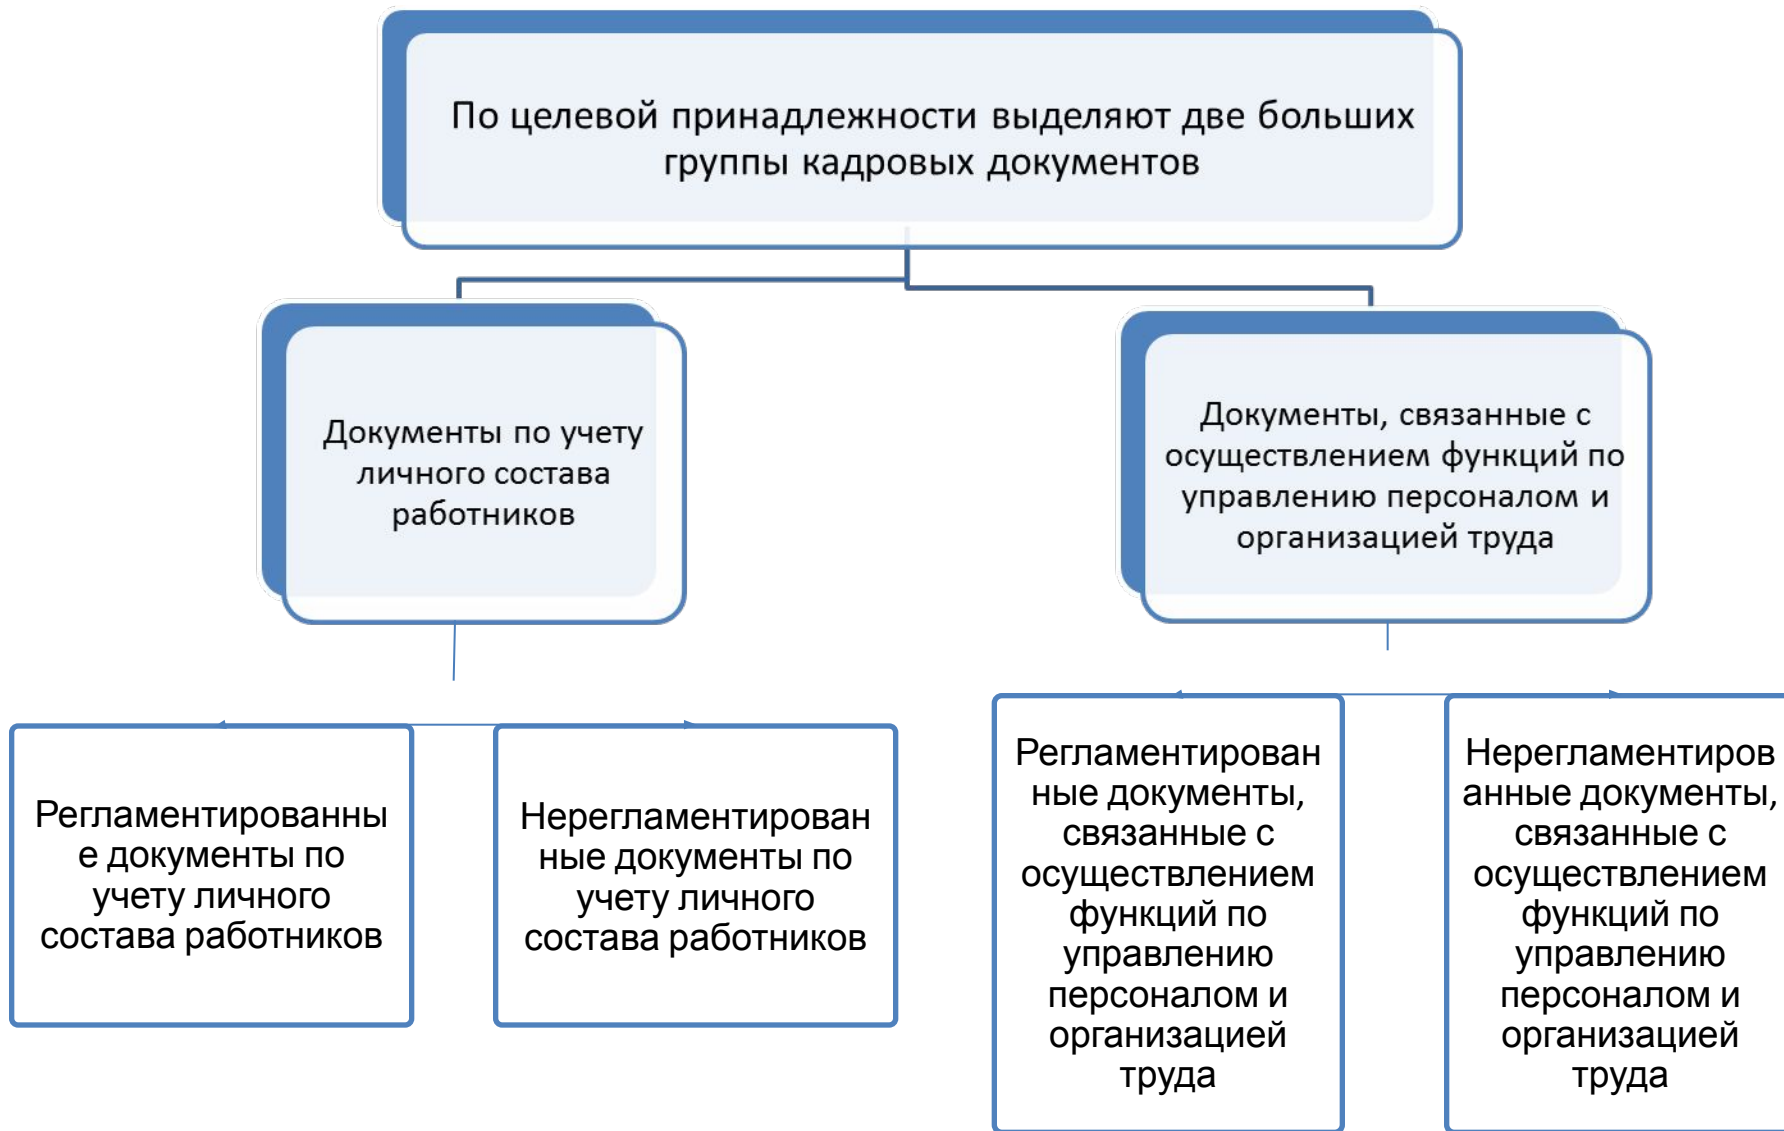 По целевой принадлежности выделяют две больших
группы кадровых документов
Документы по учету
личного состава
работников
Документы, связанные с
осуществлением функций по
управлению персоналом и
организацией труда
Регламентированны
е документы по
учету личного
состава работников
Нерегламентирован
ные документы по
учету личного
состава работников
Регламентирован
ные документы,
связанные с
осуществлением
функций по
управлению
персоналом и
организацией
труда
Нерегламентиров
анные документы,
связанные с
осуществлением
функций по
управлению
персоналом и
организацией
труда